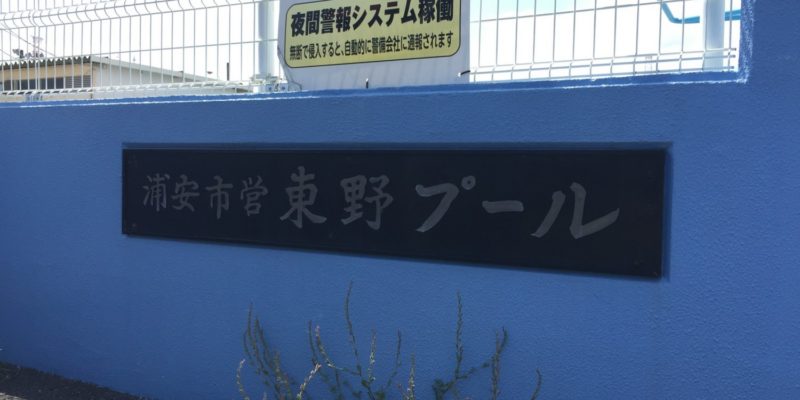 夜間警報システム稼働
無断で侵入すると、自動的に警備会社に通報されます
浦安市営東野プール